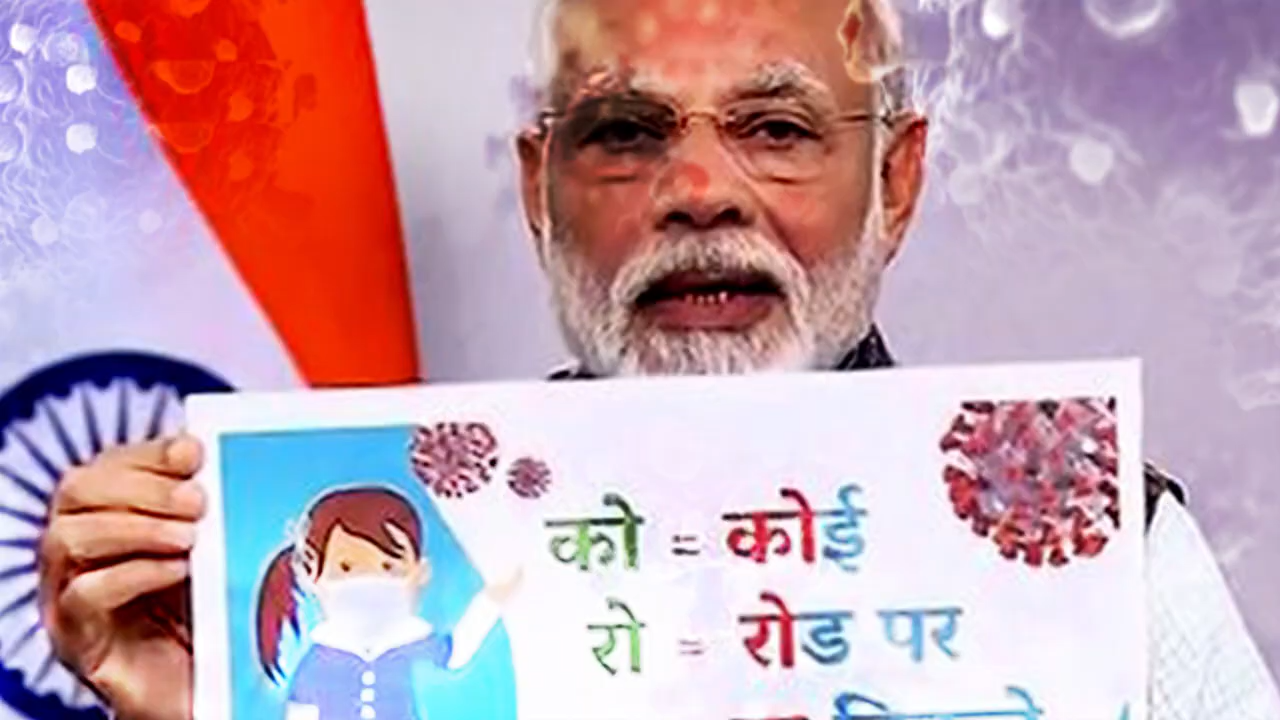 को = कोई
रो = रोड पर